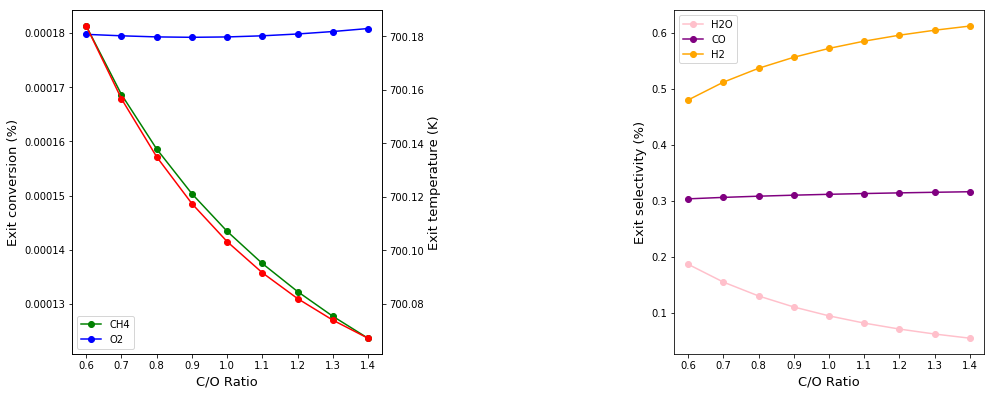 0.00018
0.00017
0.00016
0.00015
0.00014
0.00013
Exit conversion (%)
CH4
O2
0.6 0.7 0.8 0.9 1.0 1.1 1.2 1.3 1.4
C/O Ratio
700.18
700.16
700.14
700.12
700.10
700.08
Exit temperature (K)
0.6
0.5
0.4
0.3
0.2
0.1
Exit selectivity (%)
H2O
CO
H2
0.6 0.7 0.8 0.9 1.0 1.1 1.2 1.3 1.4
C/O Ratio